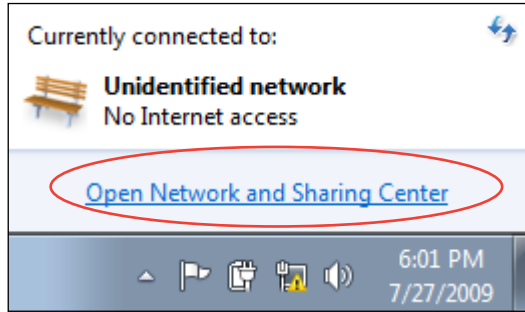 Currently connected to:
Unidentified network
No Internet access
Open Network and Sharing Center
6:01 PM
7/27/2009